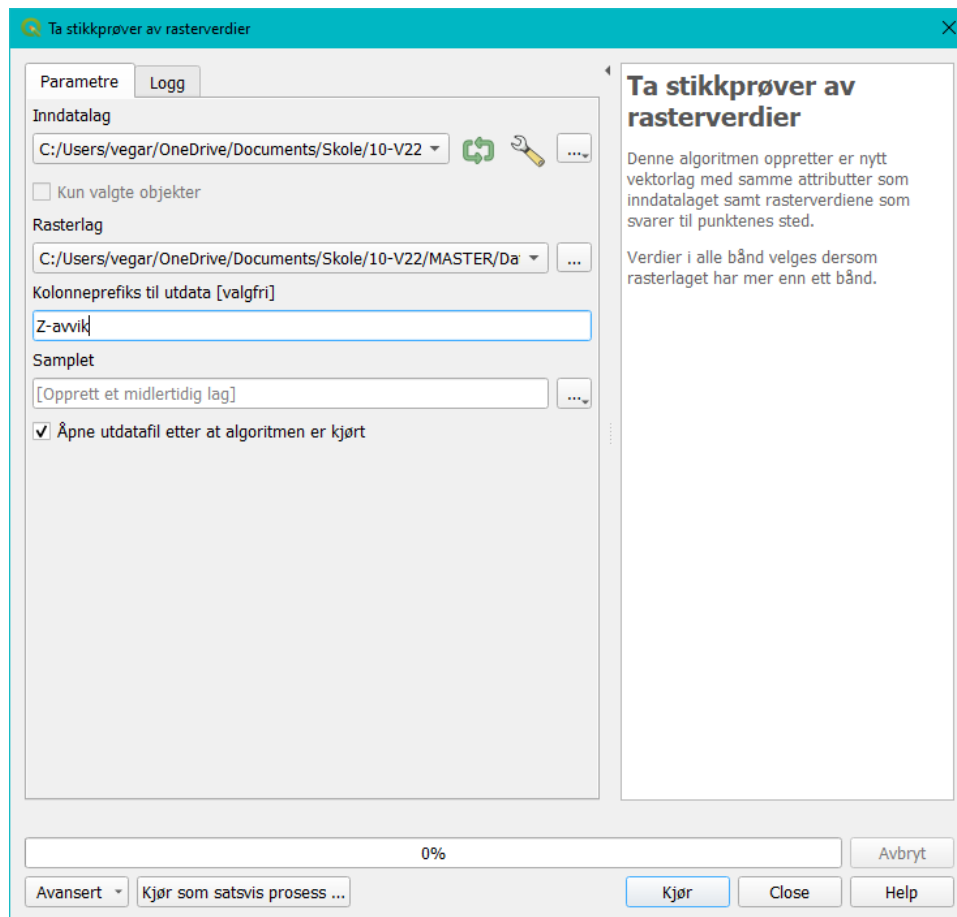 Ta stikkprøver av rasterverdier
Parametre
Logg
Inndatalag
C:/Users/vegar/OneDrive/Documents/Skole/10-V22
...
Kun valgte objekter
Rasterlag
C:/Users/vegar/OneDrive/Documents/Skole/10-V22/MASTER/Da
...
Kolonneprefiks til utdata [valgfri]
Z-avvik
Samplet
[Opprett et midlertidig lag]
...
Åpne utdatafil etter at algoritmen er kjørt
Ta stikkprøver av
rasterverdier
Denne algoritmen oppretter er nytt
vektorlag med samme attributter som
inndatalaget samt rasterverdiene som
svarer til punktenes sted.
Verdier i alle bånd velges dersom
rasterlaget har mer enn ett bånd.
0%
Avbryt
Avansert
Kjør som satsvis prosess ...
Kjør
Close
Help